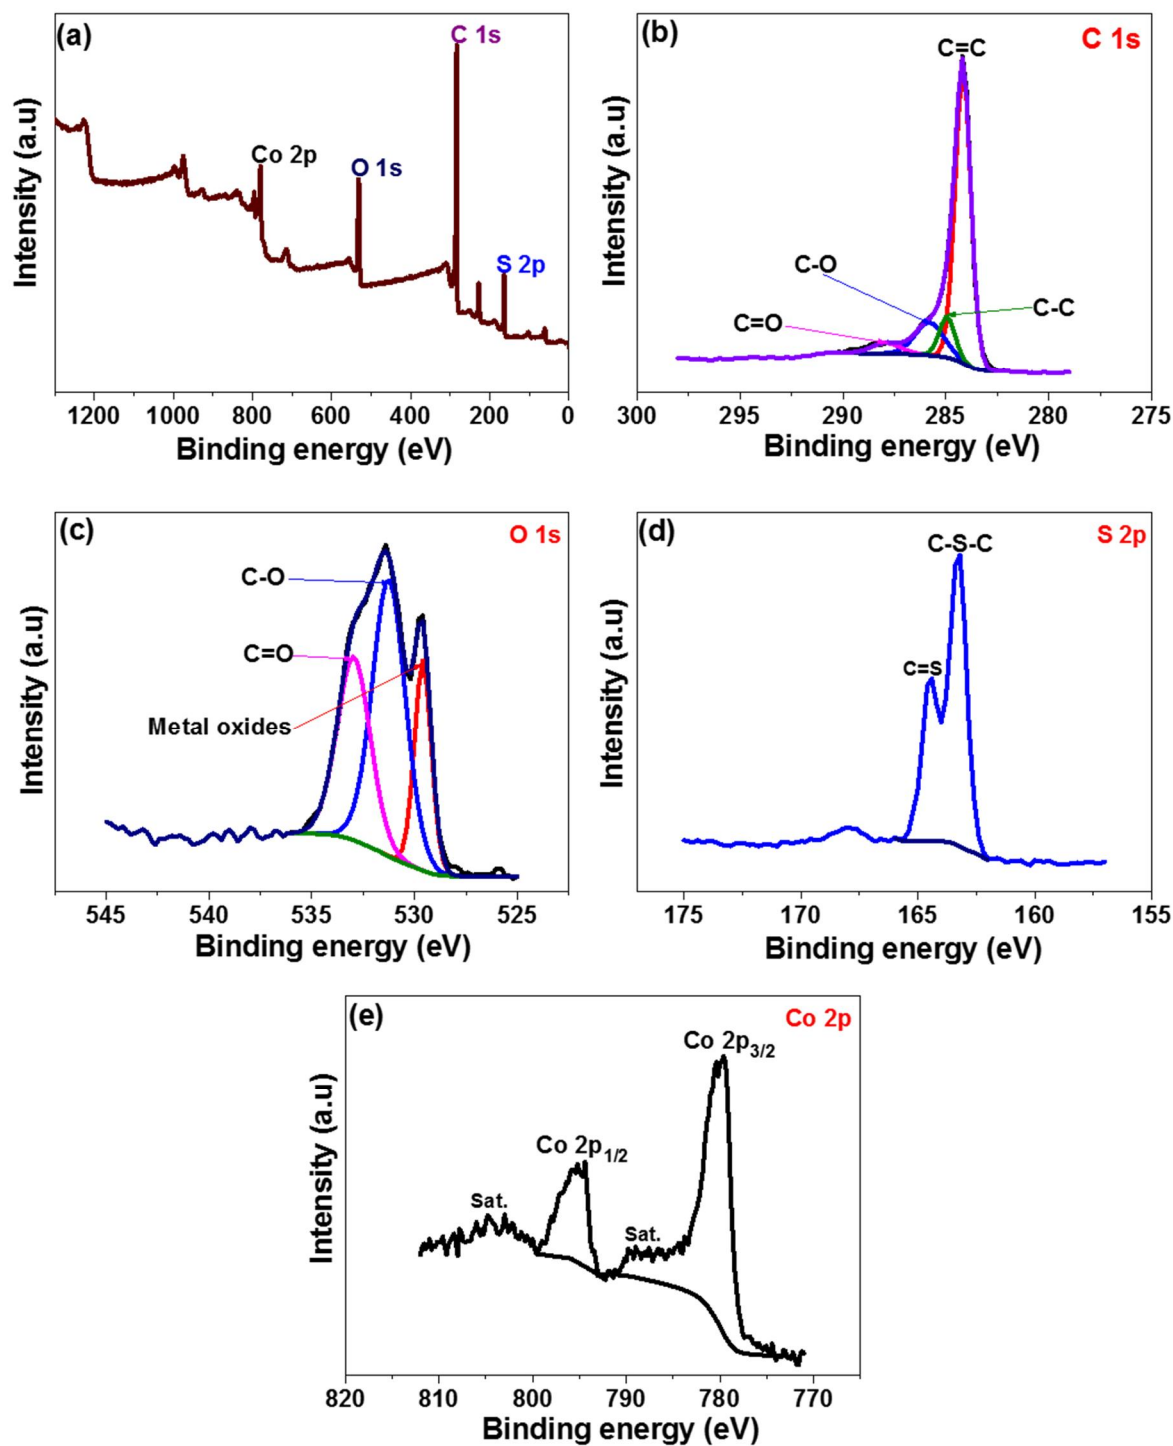 (a)
C 1s
Co 2p
O 1s
S 2p
Intensity (a.u)
1200 1000 800 600 400 200 0
Binding energy (eV)
(b)
C 1s
C=C
C-O
C=O
C-C
Intensity (a.u)
300 295 290 285 280 275
Binding energy (eV)
(c)
O 1s
C-O
C=O
Metal oxides
Intensity (a.u)
545 540 535 530 525
Binding energy (eV)
(d)
S 2p
C-S-C
C=S
Intensity (a.u)
175 170 165 160 155
Binding energy (eV)
(e)
Co 2p
Co 2p3/2
Co 2p1/2
Sat.
Sat.
Intensity (a.u)
820 810 800 790 780 770
Binding energy (eV)